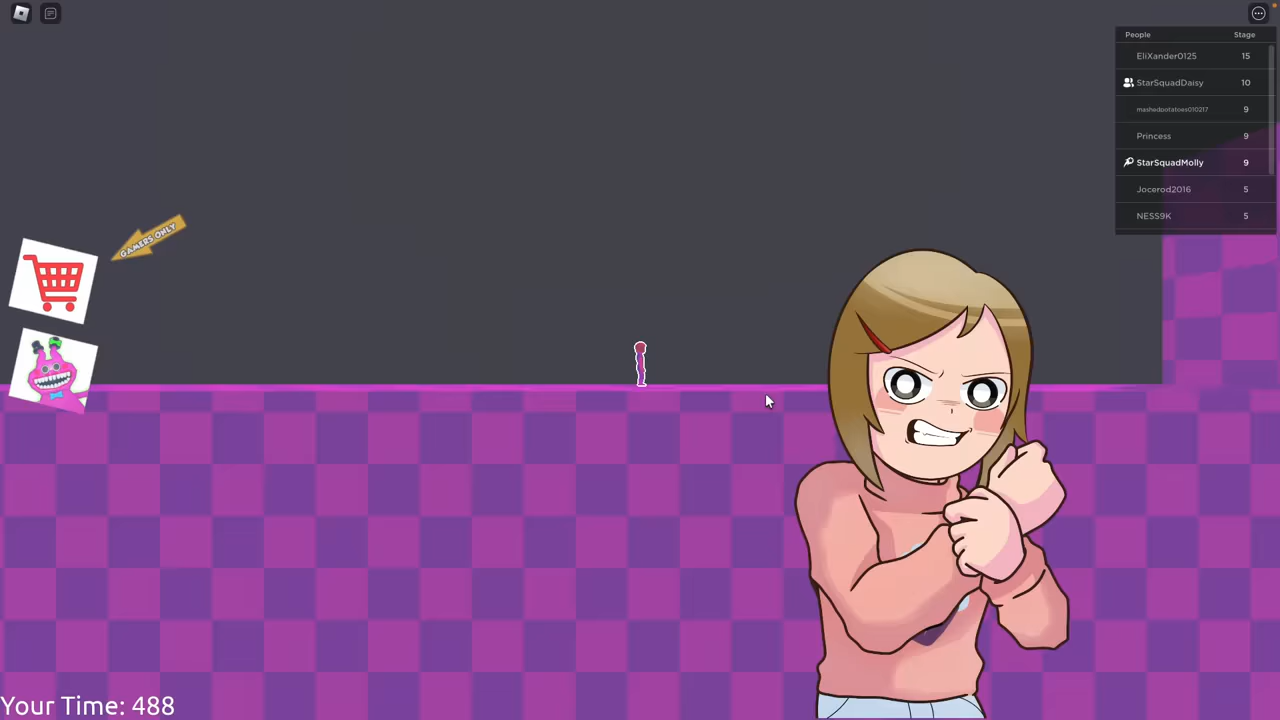 People Stage
EliXander0125 15
StarSquadDaisy 10
mashedpotatoes010217 9
Princess 9
StarSquadMolly 9
Jocerod2016 5
NESS9K 5
GAMERS ONLY
Your Time: 488